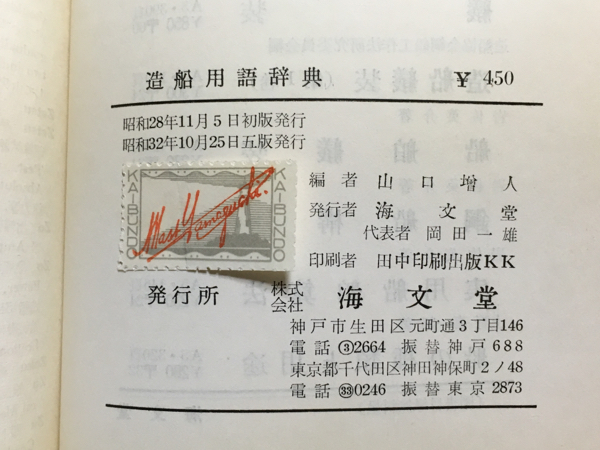 造船用語辞典 ¥ 450
昭和28年11月5日初版発行
昭和32年10月25日五版発行
KAIBUNDO
KAIBUNDO
Mast Yamaguchi.
編者 山口增人
発行者 海文堂
代表者 岡田一雄
印刷者 田中印刷出版KK
発行所 株式会社 海文堂
神戸市生田区元町通3丁目146
電話③2664 振替神戸688
東京都千代田区神田神保町2ノ48
電話㉝0246 振替東京2873